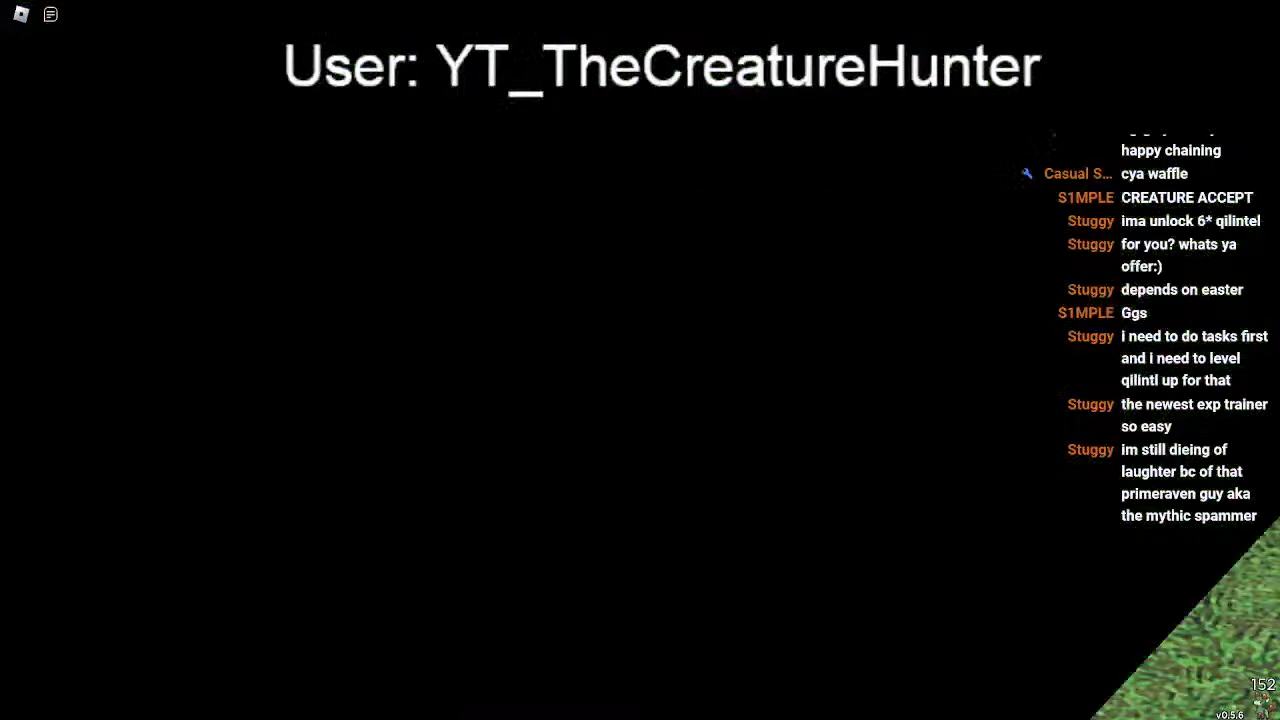 User: YT_TheCreatureHunter
happy chaining
Casual S... cya waffle
S1MPLE CREATURE ACCEPT
Stuggy ima unlock 6* qilintel
Stuggy for you? whats ya
offer:)
Stuggy depends on easter
S1MPLE Ggs
Stuggy i need to do tasks first
and i need to level
qilintl up for that
Stuggy the newest exp trainer
so easy
Stuggy im still dieing of
laughter bc of that
primeraven guy aka
the mythic spammer
152
v0.5.6